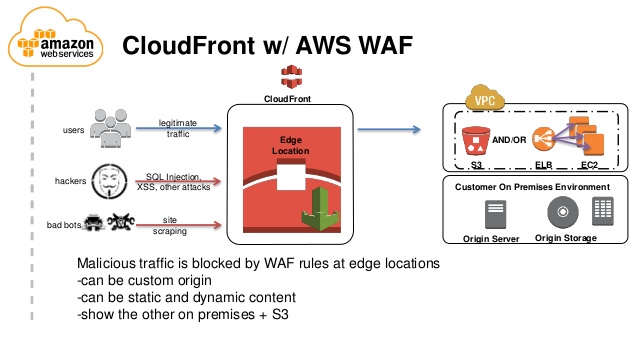 amazon
web services
CloudFront w/ AWS WAF
CloudFront
users
legitimate
traffic
hackers
SQL Injection,
XSS, other attacks
bad bots
site
scraping
Edge
Location
VPC
S3
AND/OR
ELB
EC2
Customer On Premises Environment
Origin Server
Origin Storage
Malicious traffic is blocked by WAF rules at edge locations
-can be custom origin
-can be static and dynamic content
-show the other on premises + S3